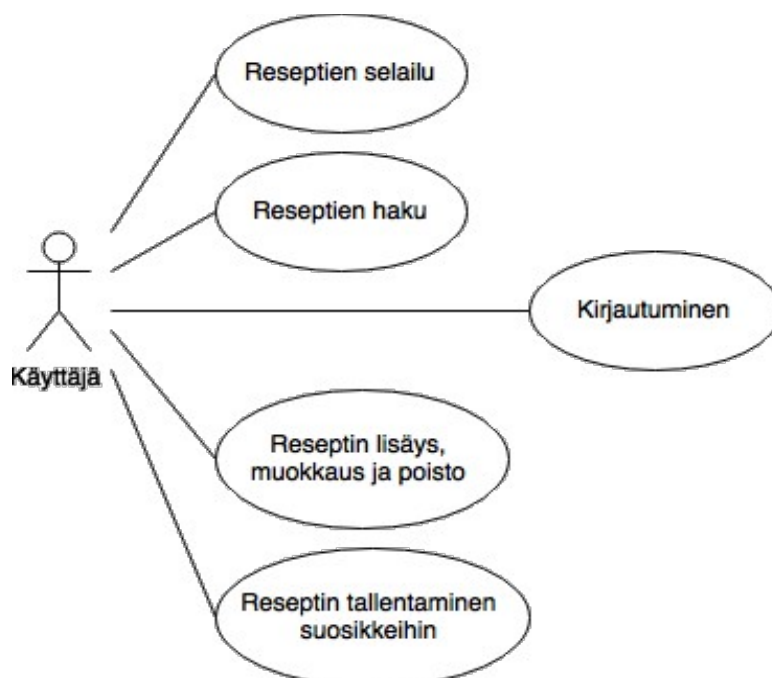 Reseptien selailu
Reseptien haku
Kirjautuminen
Käyttäjä
Reseptin lisäys,
muokkaus ja poisto
Reseptin tallentaminen
suosikkeihin